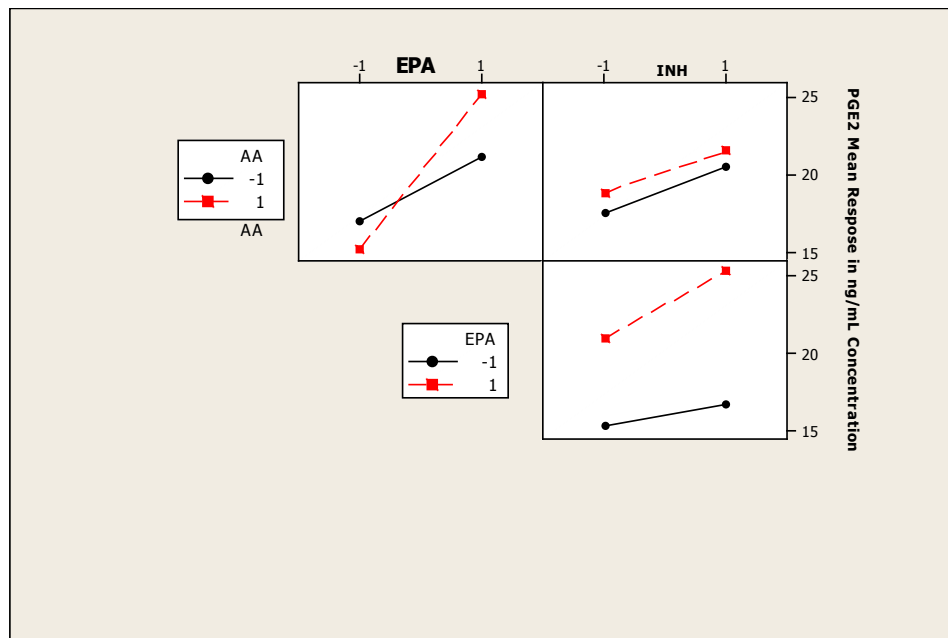 -1 EPA 1 -1 INH 1
AA
-1
1
AA
25
20
15
EPA
-1
1
25
20
15
PGE2 Mean Respose in ng/mL Concentration